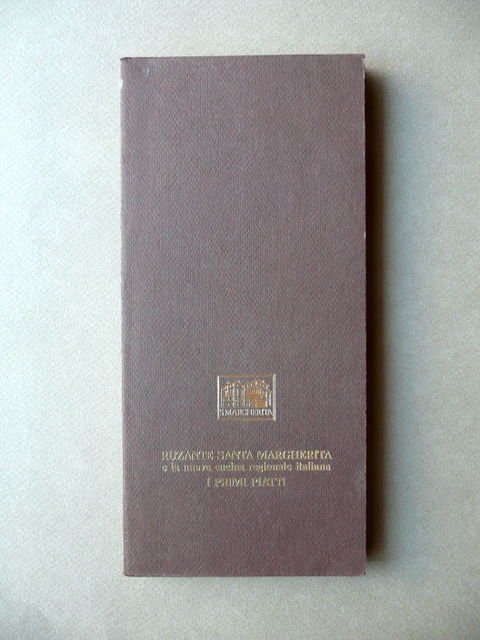 S.MARGHERITA
RUZANTE SANTA MARGHERITA
e la nuova cucina regionale italiana
I PRIMI PIATTI